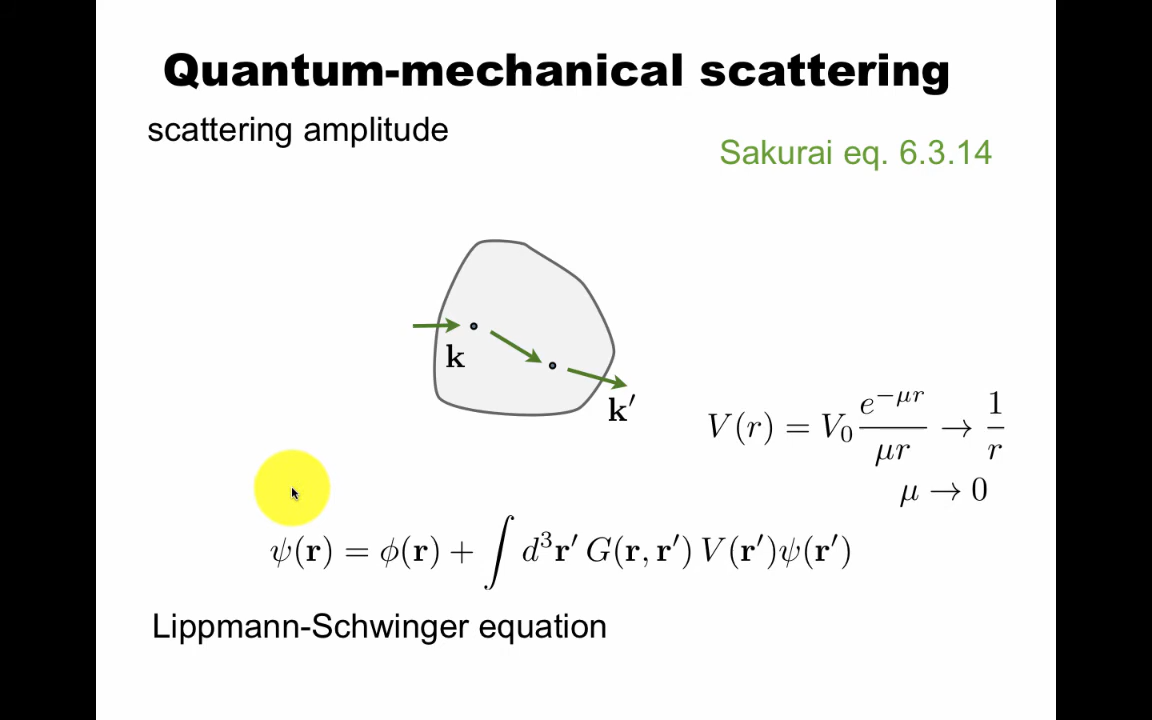 Quantum-mechanical scattering
scattering amplitude
Sakurai eq. 6.3.14
k
k′
V(r) = V₀ e^{−μr} / μr → 1 / r
μ → 0
ψ(r) = ϕ(r) + ∫ d³r′ G(r, r′) V(r′)ψ(r′)
Lippmann-Schwinger equation